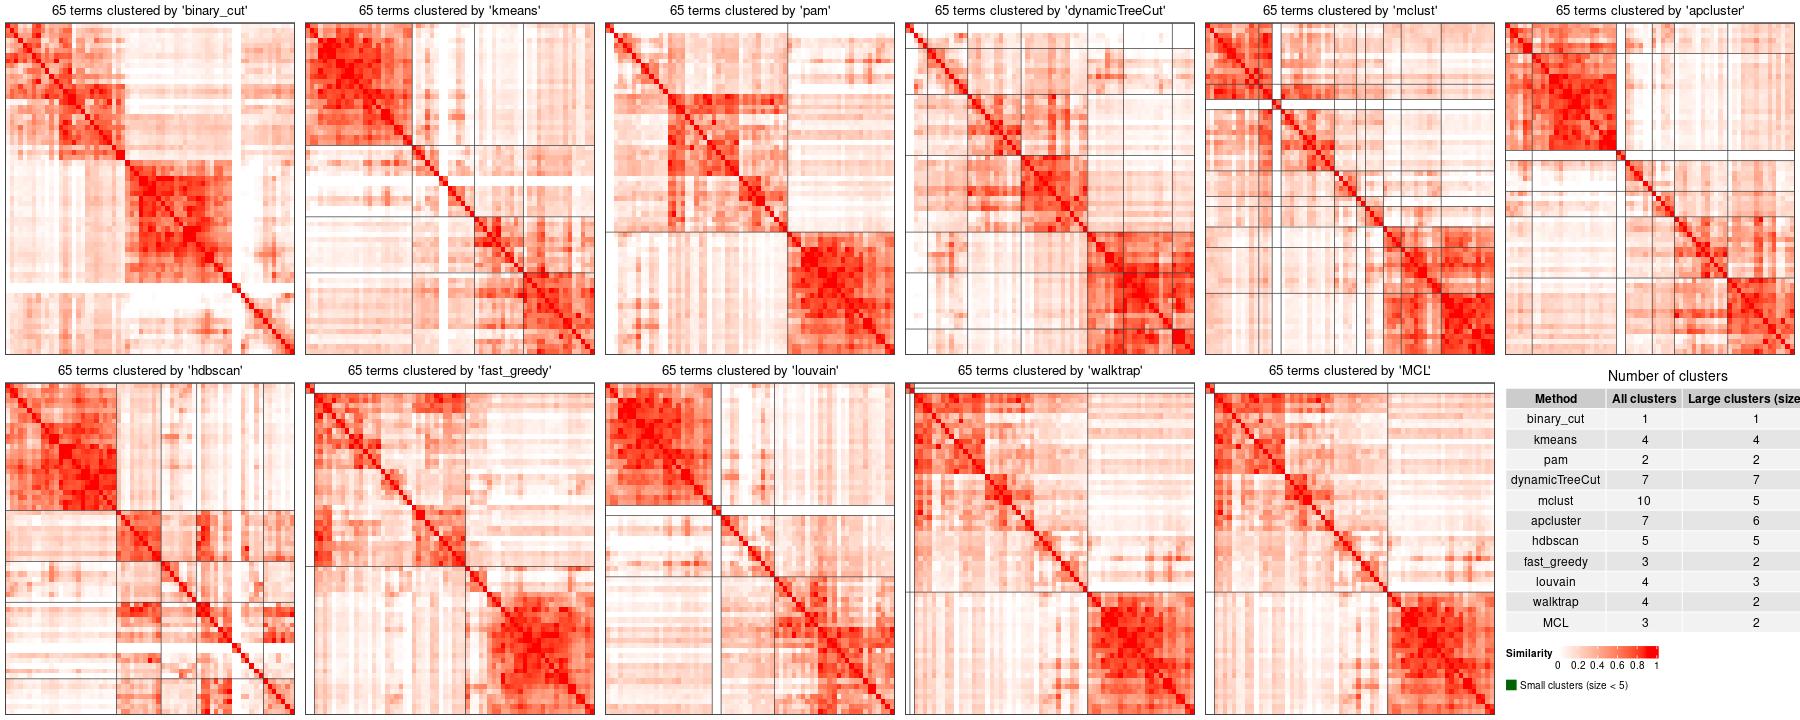 65 terms clustered by 'binary_cut'
65 terms clustered by 'kmeans'
65 terms clustered by 'pam'
65 terms clustered by 'dynamicTreeCut'
65 terms clustered by 'mclust'
65 terms clustered by 'apcluster'
65 terms clustered by 'hdbscan'
65 terms clustered by 'fast_greedy'
65 terms clustered by 'louvain'
65 terms clustered by 'walktrap'
65 terms clustered by 'MCL'
Number of clusters
Method All clusters Large clusters (size
binary_cut 1 1
kmeans 4 4
pam 2 2
dynamicTreeCut 7 7
mclust 10 5
apcluster 7 6
hdbscan 5 5
fast_greedy 3 2
louvain 4 3
walktrap 4 2
MCL 3 2
Similarity
0 0.2 0.4 0.6 0.8 1
Small clusters (size < 5)